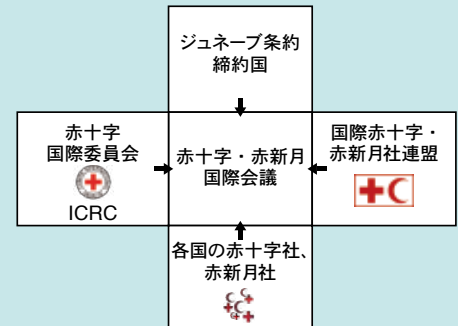 ジュネーブ条約
締約国
赤十字
国際委員会
ICRC
赤十字・赤新月
国際会議
国際赤十字・
赤新月社連盟
各国の赤十字社、
赤新月社